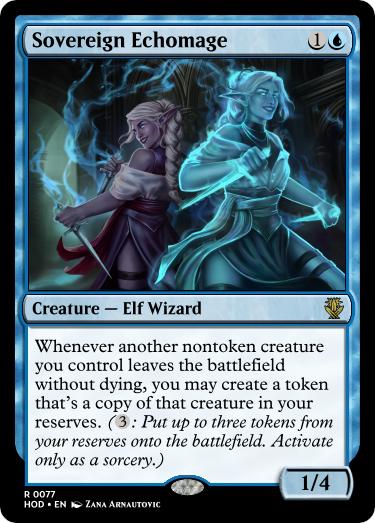 Sovereign Echomage 1
Creature — Elf Wizard
Whenever another nontoken creature
you control leaves the battlefield
without dying, you may create a token
that's a copy of that creature in your
reserves. (3: Put up to three tokens from
your reserves onto the battlefield. Activate
only as a sorcery.)
1/4
R 0077
HOD • EN Zana Arnautovic